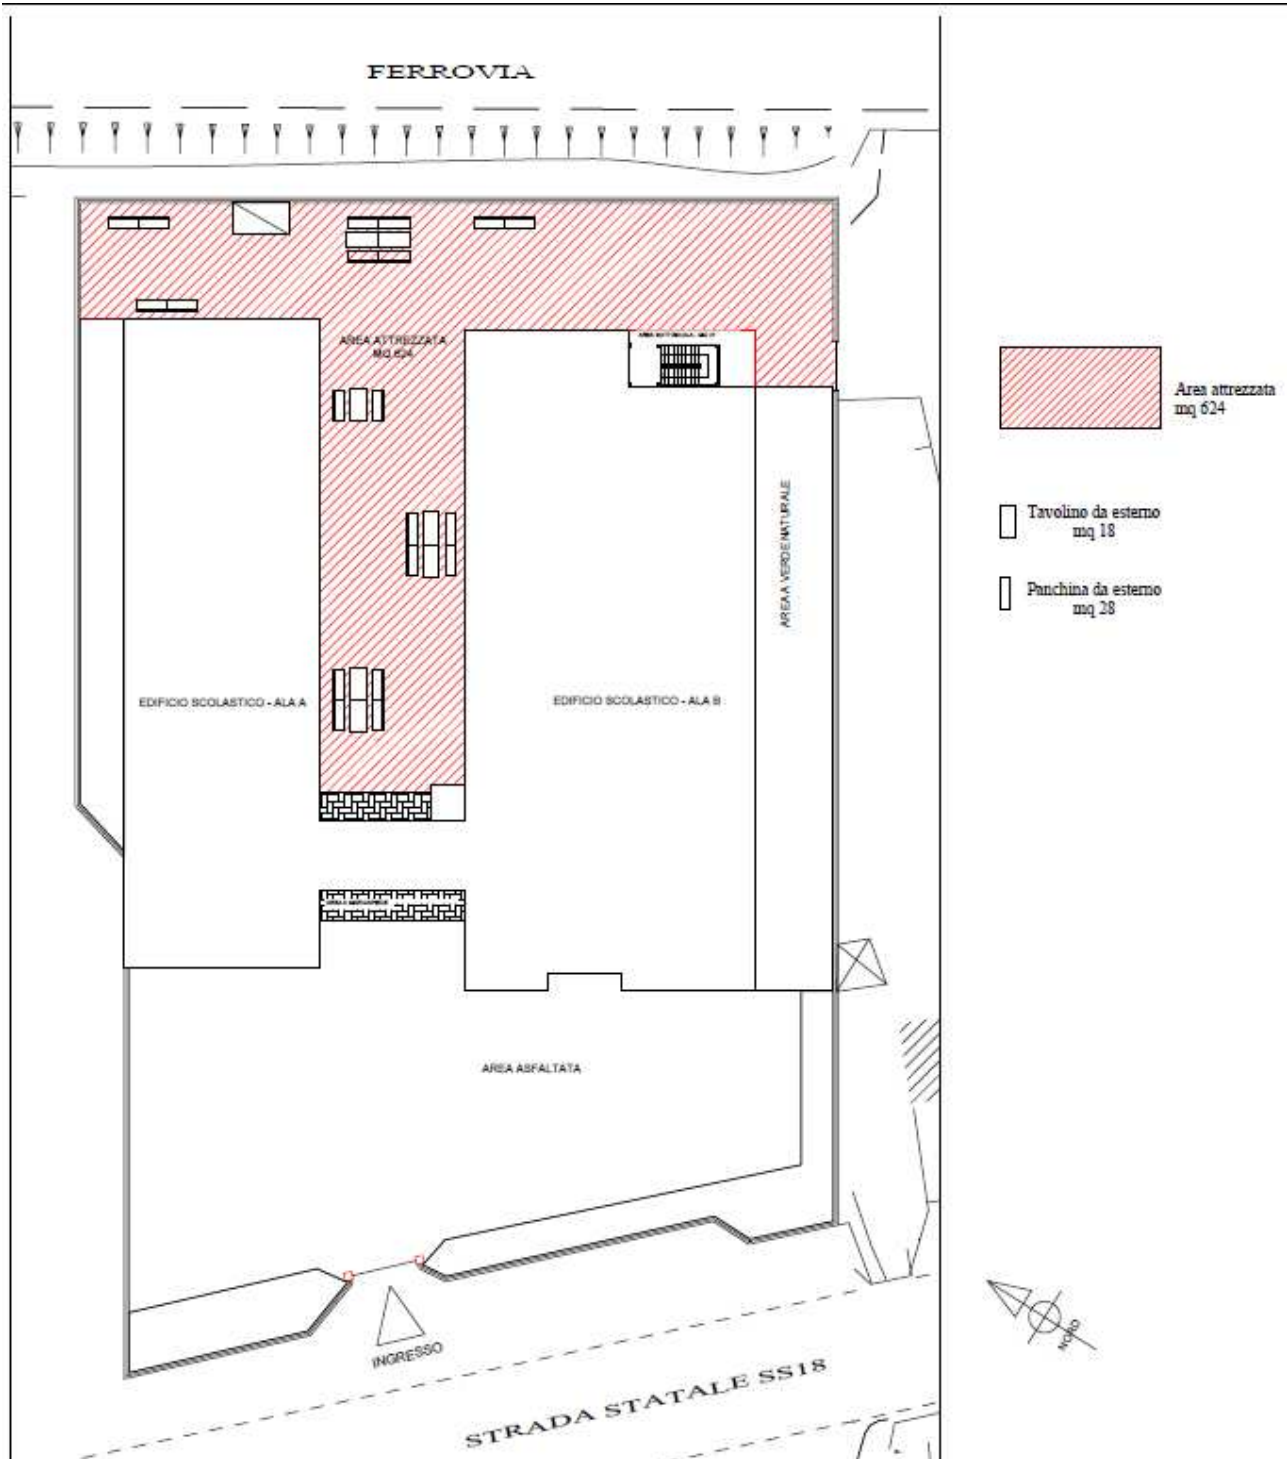 FERROVIA
AREA ATTREZZATA
MQ 624
Area attrezzata
mq 624
AREA A VERDE NATURALE
Tavolino da esterno
mq 18
Panchina da esterno
mq 28
EDIFICIO SCOLASTICO - ALA A
EDIFICIO SCOLASTICO - ALA B
AREA ASFALTATA
INGRESSO
NORD
STRADA STATALE SS18